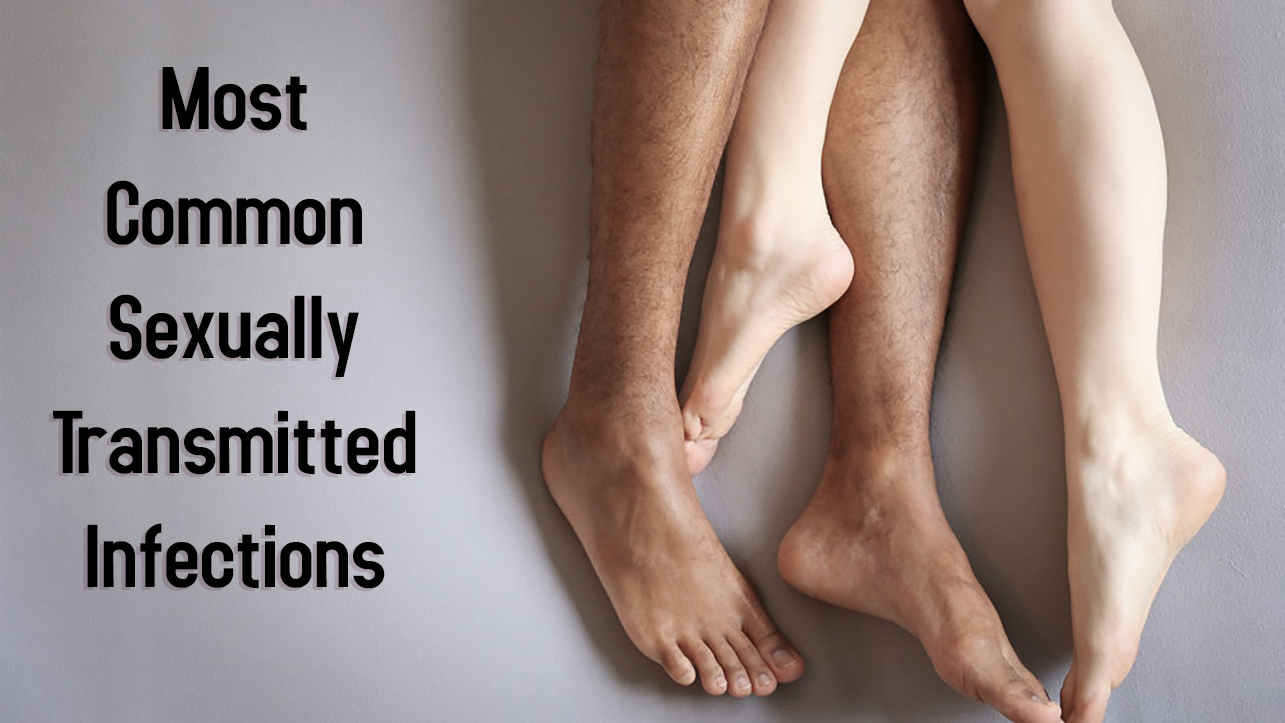 Most
Common
Sexually
Transmitted
Infections